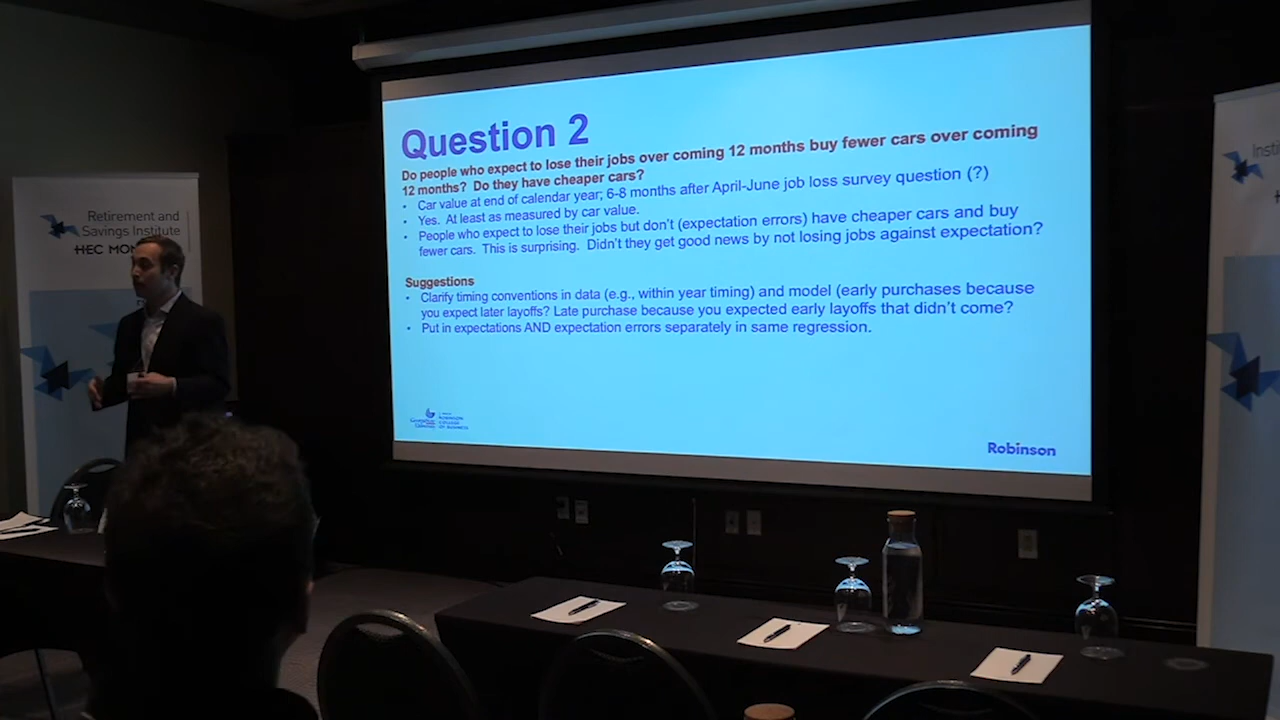 Question 2
Do people who expect to lose their jobs over coming 12 months buy fewer cars over coming
12 months? Do they have cheaper cars?
• Car value at end of calendar year; 6-8 months after April-June job loss survey question (?)
• Yes. At least as measured by car value.
• People who expect to lose their jobs but don't (expectation errors) have cheaper cars and buy
fewer cars. This is surprising. Didn't they get good news by not losing jobs against expectation?
Suggestions
• Clarify timing conventions in data (e.g., within year timing) and model (early purchases because
you expect later layoffs? Late purchase because you expected early layoffs that didn't come?
• Put in expectations AND expectation errors separately in same regression.
ROBINSON
COLLEGE
OF BUSINESS
Robinson
Retirement and
Savings Institute
HEC MON
Insti